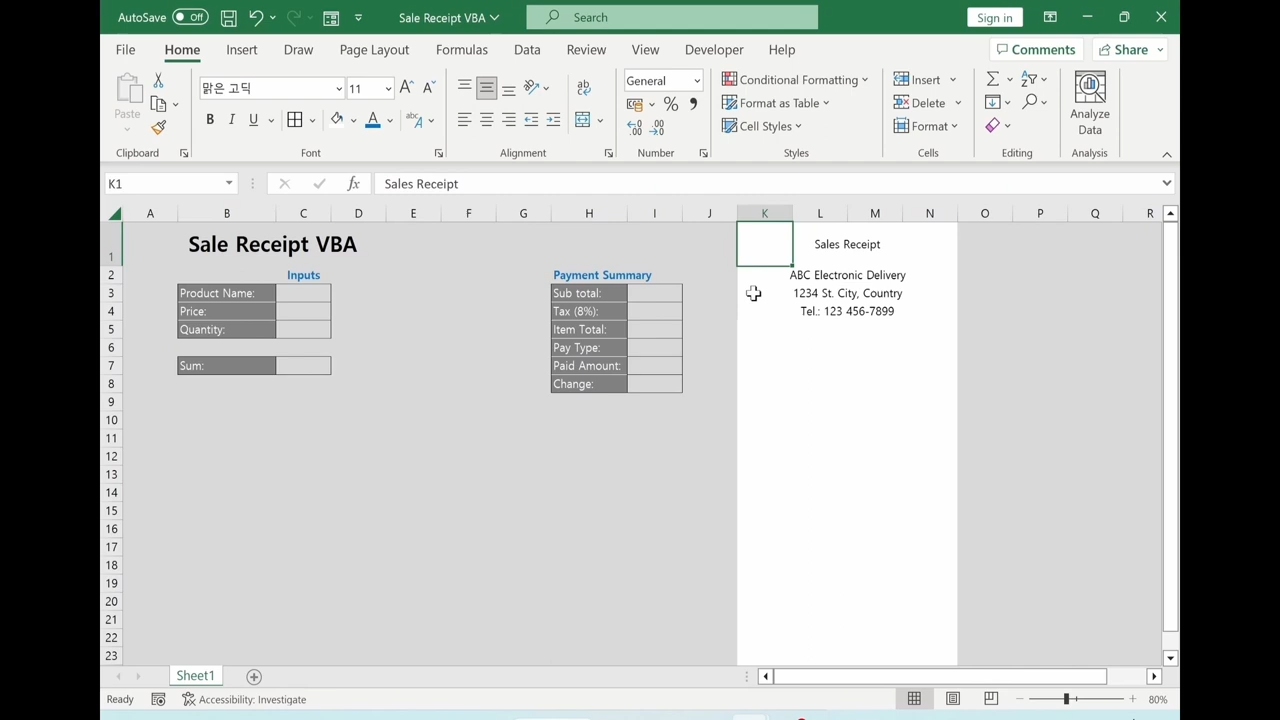 AutoSave Off Sale Receipt VBA Search Sign in
File Home Insert Draw Page Layout Formulas Data Review View Developer Help Comments Share
Paste 맑은 고딕 11 General Conditional Formatting Format as Table Cell Styles Insert Delete Format Analyze Data
B I U
Clipboard Font Alignment Number Styles Cells Editing Analysis
K1 fx Sales Receipt
A B C D E F G H I J K L M N O P Q R
1 Sale Receipt VBA Sales Receipt
2 Inputs Payment Summary ABC Electronic Delivery
3 Product Name: Sub total: 1234 St. City, Country
4 Price: Tax (8%): Tel.: 123 456-7899
5 Quantity: Item Total:
6 Pay Type:
7 Sum: Paid Amount:
8 Change:
9
10
11
12
13
14
15
16
17
18
19
20
21
22
23
Sheet1
Ready Accessibility: Investigate 80%